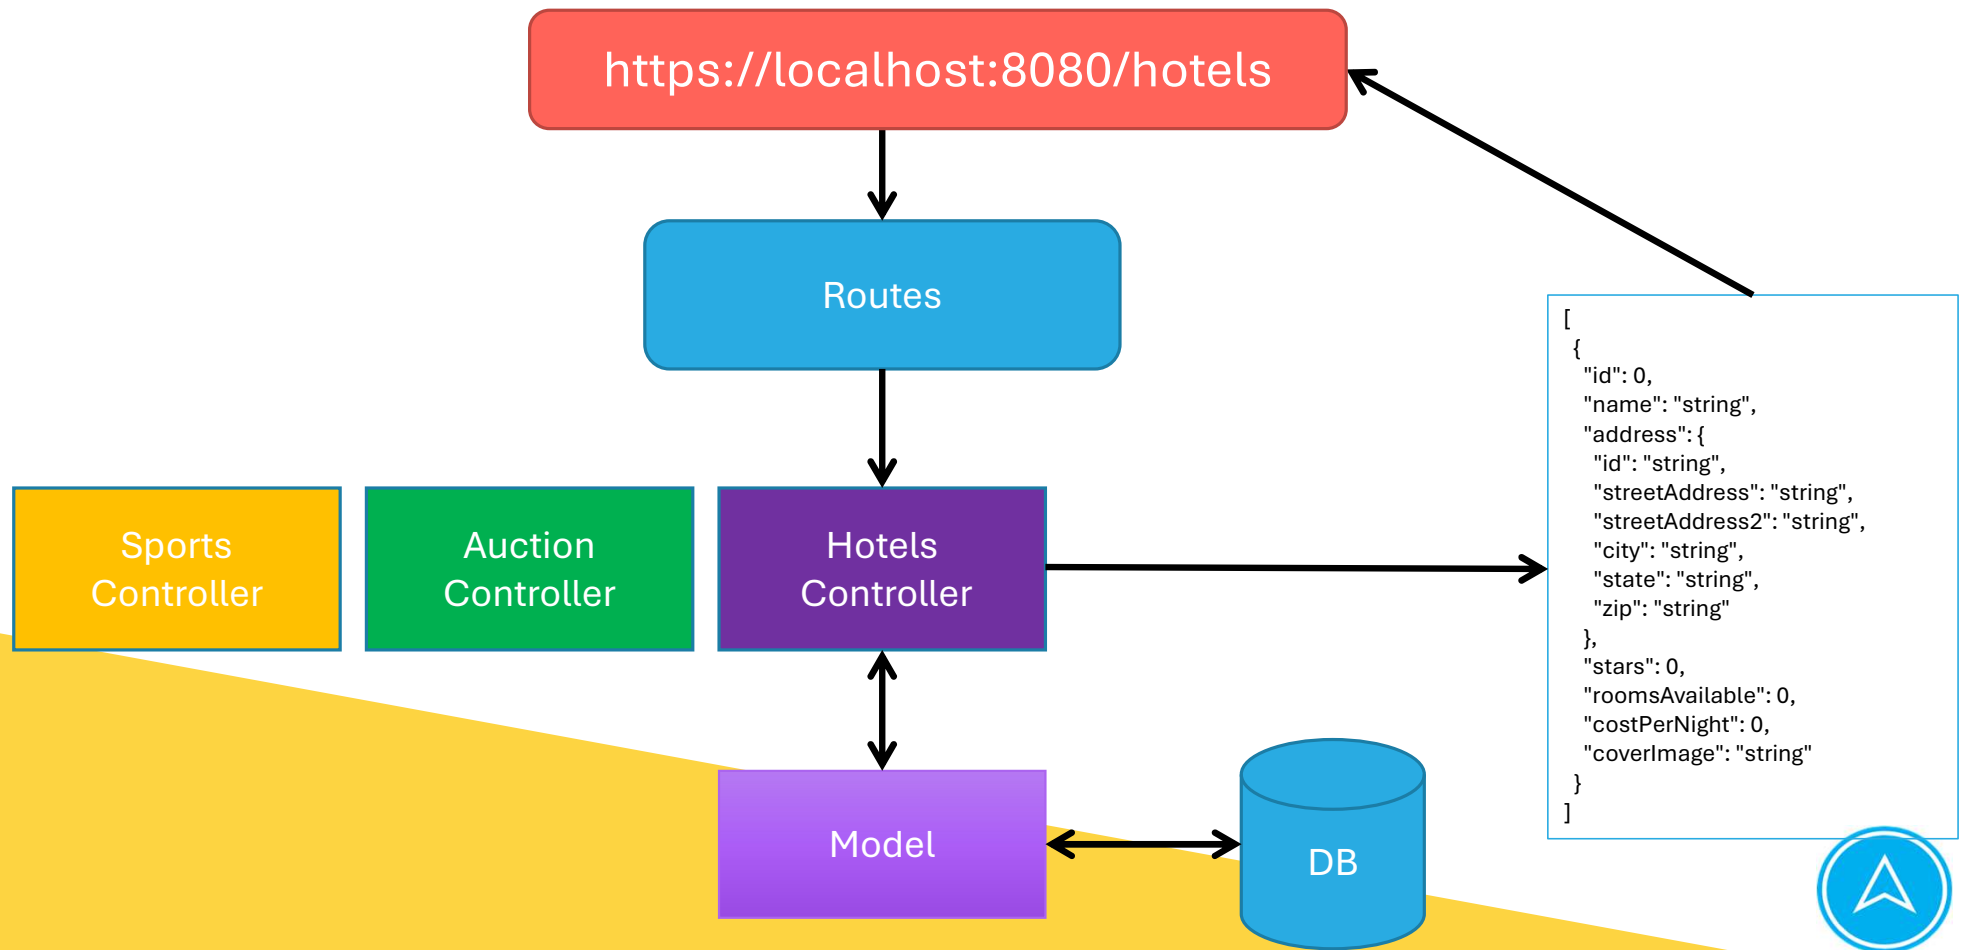 https://localhost:8080/hotels
Routes
Sports
Controller
Auction
Controller
Hotels
Controller
Model
DB
[
{
"id": 0,
"name": "string",
"address": {
"id": "string",
"streetAddress": "string",
"streetAddress2": "string",
"city": "string",
"state": "string",
"zip": "string"
},
"stars": 0,
"roomsAvailable": 0,
"costPerNight": 0,
"coverImage": "string"
}
]